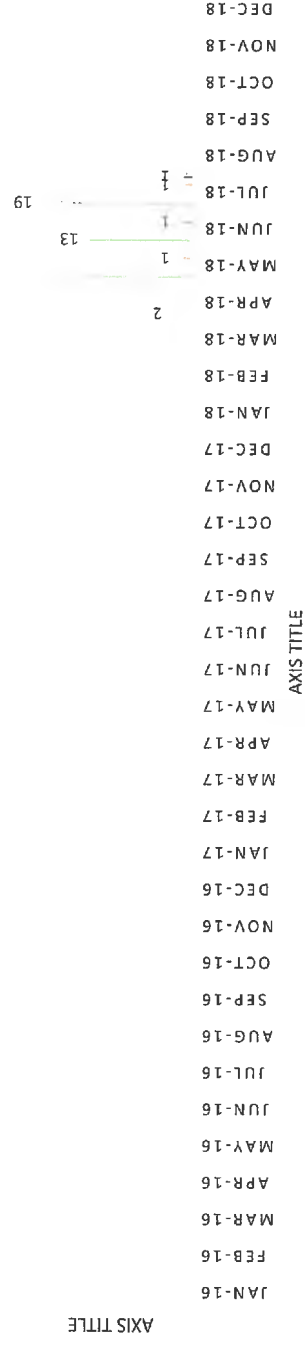 DEC-18
NOV-18
OCT-18
SEP-18
AUG-18
1
1
JUL-18
19
1
JUN-18
13
1
MAY-18
APR-18
2
MAR-18
FEB-18
JAN-18
DEC-17
NOV-17
OCT-17
SEP-17
AUG-17
JUL-17
JUN-17
MAY-17
APR-17
MAR-17
FEB-17
JAN-17
DEC-16
NOV-16
OCT-16
SEP-16
AUG-16
JUL-16
JUN-16
MAY-16
APR-16
MAR-16
FEB-16
JAN-16
AXIS TITLE
AXIS TITLE